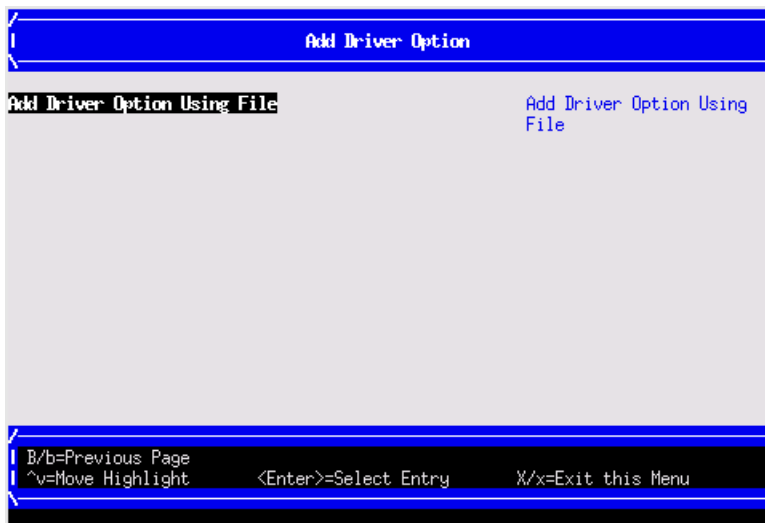 Add Driver Option
Add Driver Option Using File
Add Driver Option Using
File
B/b=Previous Page
^v=Move Highlight <Enter>=Select Entry X/x=Exit this Menu